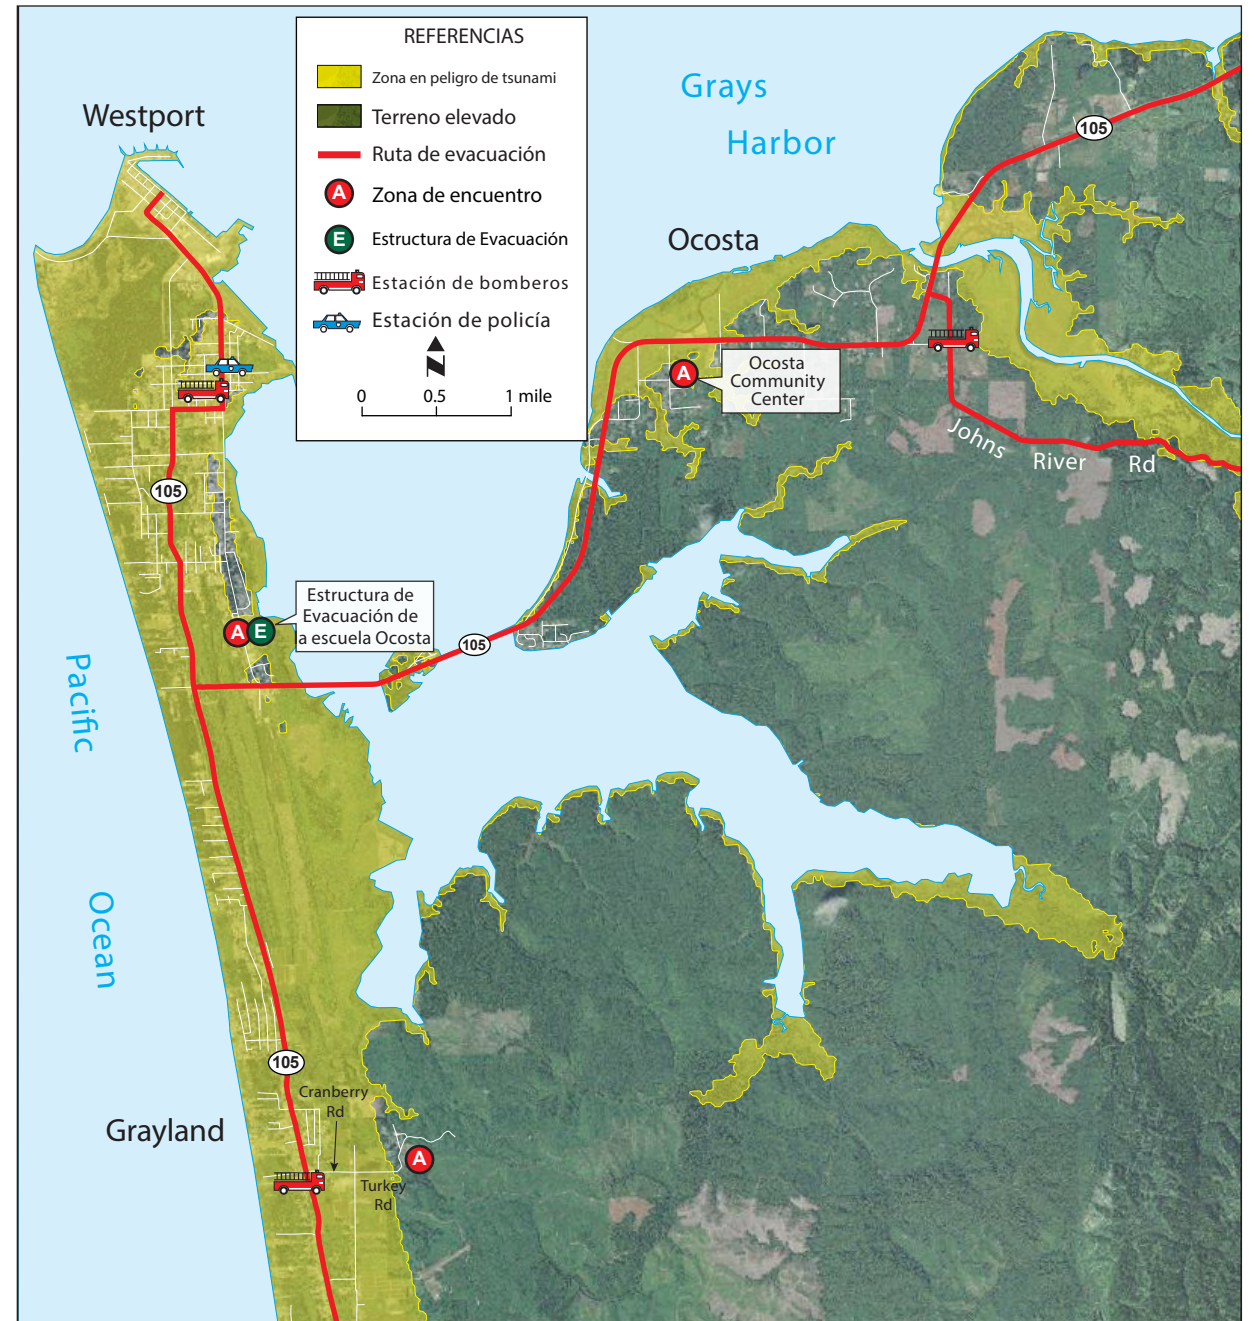 REFERENCIAS
Zona en peligro de tsunami
Terreno elevado
Ruta de evacuación
A Zona de encuentro
E Estructura de Evacuación
Estación de bomberos
Estación de policía
N
0 0.5 1 mile
Westport
Grays
Harbor
105
Ocosta
A
Ocosta
Community
Center
Johns River Rd
105
Estructura de
Evacuación de
a escuela Ocosta
A E
105
Pacific
Ocean
105
Cranberry
Rd
Grayland
A
Turkey
Rd